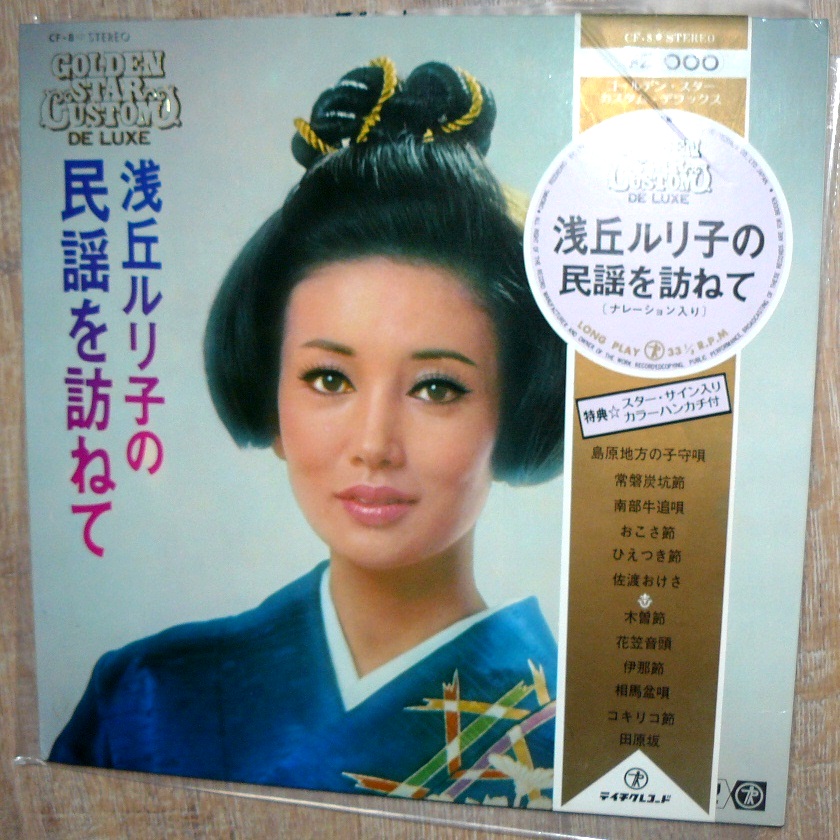 CF-8 STEREO
GOLDEN
STAR
CUSTOM
DE LUXE
浅丘ルリ子の
民謡を訪ねて
CF-8 STEREO
ゴールデン・スター
カスタム・デラックス
CUSTOM
DE LUXE
浅丘ルリ子の
民謡を訪ねて
〔ナレーション入り〕
LONG PLAY 33 1/3 R.P.M
特典☆スター・サイン入り
カラーハンカチ付
島原地方の子守唄
常磐炭坑節
南部牛追唄
おこさ節
ひえつき節
佐渡おけさ
木曽節
花笠音頭
伊那節
相馬盆唄
コキリコ節
田原坂
テイチクレコード